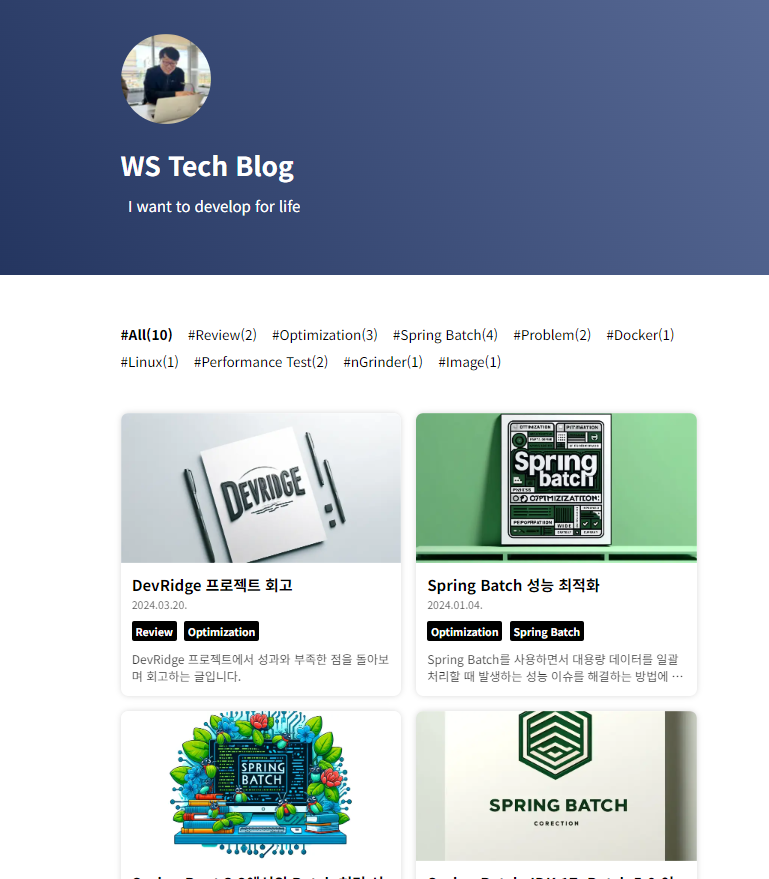 WS Tech Blog
I want to develop for life
#All(10) #Review(2) #Optimization(3) #Spring Batch(4) #Problem(2) #Docker(1)
#Linux(1) #Performance Test(2) #nGrinder(1) #Image(1)
DEVRIDGE
Spring
batch
DevRidge 프로젝트 회고
2024.03.20.
Review Optimization
DevRidge 프로젝트에서 성과와 부족한 점을 돌아보
며 회고하는 글입니다.
Spring Batch 성능 최적화
2024.01.04.
Optimization Spring Batch
Spring Batch를 사용하면서 대용량 데이터를 일괄
처리할 때 발생하는 성능 이슈를 해결하는 방법에 …
SPRING
BATCH
SPRING BATCH
CORECTION